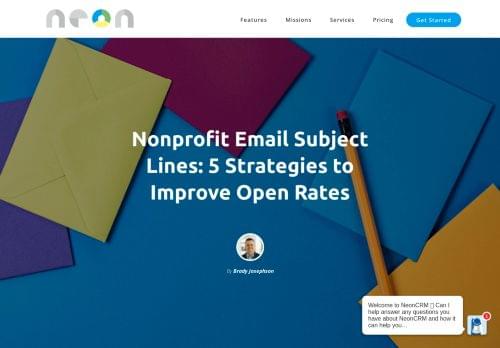 neon
Features
Missions
Services
Pricing
Get Started
Nonprofit Email Subject
Lines: 5 Strategies to
Improve Open Rates
By Brady Josephson
Welcome to NeonCRM Can I
help answer any questions you
have about NeonCRM and how it
can help you...
1